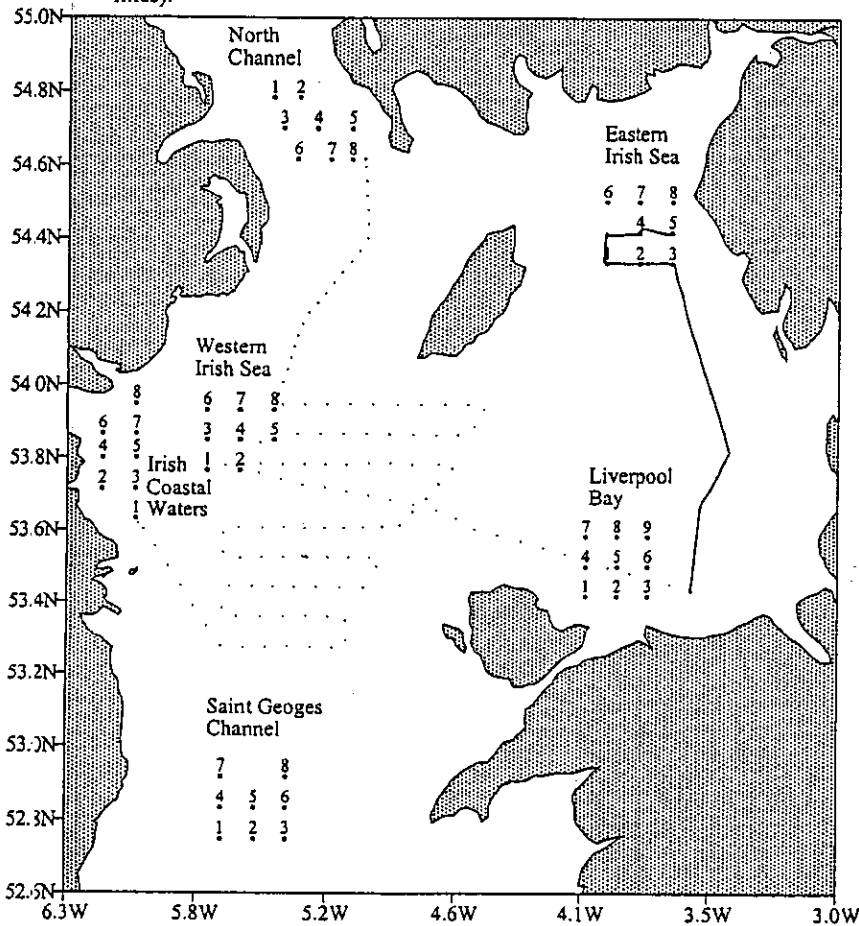 55.0N
North
Channel
1 2
54.8N
3 4 5
54.6N
6 7 8
Eastern
Irish Sea
6 7 8
4 5
54.4N
1 2 3
54.2N
Western
Irish Sea
54.0N
8
6 7 8
6 7
3 4 5
4 5
53.8N
1 2
Irish
Coastal
Waters
2 3
1
Liverpool
Bay
53.6N
7 8 9
4 5 6
53.4N
1 2 3
53.2N
Saint Geoges
Channel
53.0N
7 8
4 5 6
52.8N
1 2 3
6.3W 5.8W 5.2W 4.6W 4.1W 3.5W 3.0W